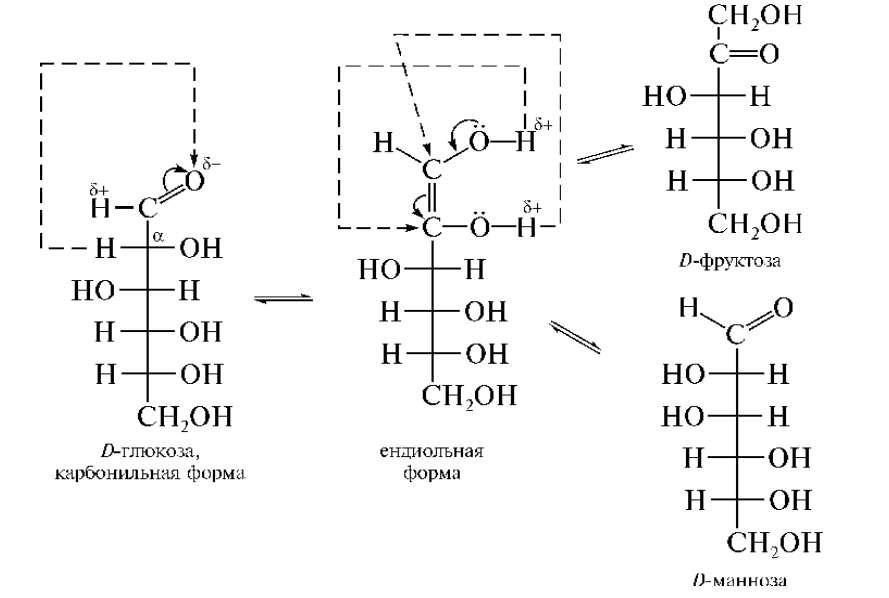 CH₂OH
C=O
HO H
H OH
H OH
CH₂OH
D-фруктоза
δ+ H C O δ−
α
H OH
HO H
H OH
H OH
CH₂OH
D-глюкоза,
карбонильная форма
H C Ö–H δ+
C–Ö–H δ+
HO H
H OH
H OH
CH₂OH
ендиольная
форма
H C O
HO H
HO H
H OH
H OH
CH₂OH
D-манноза